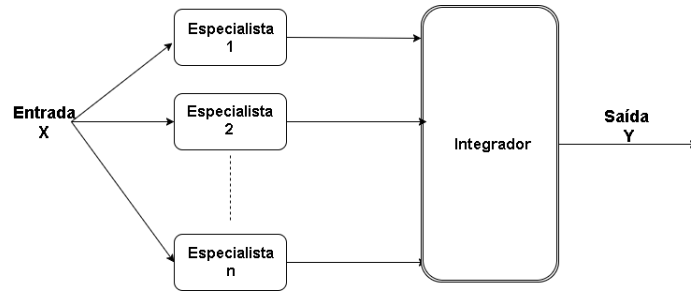 Especialista
1
Entrada
X
Especialista
2
Especialista
n
Integrador
Saída
Y